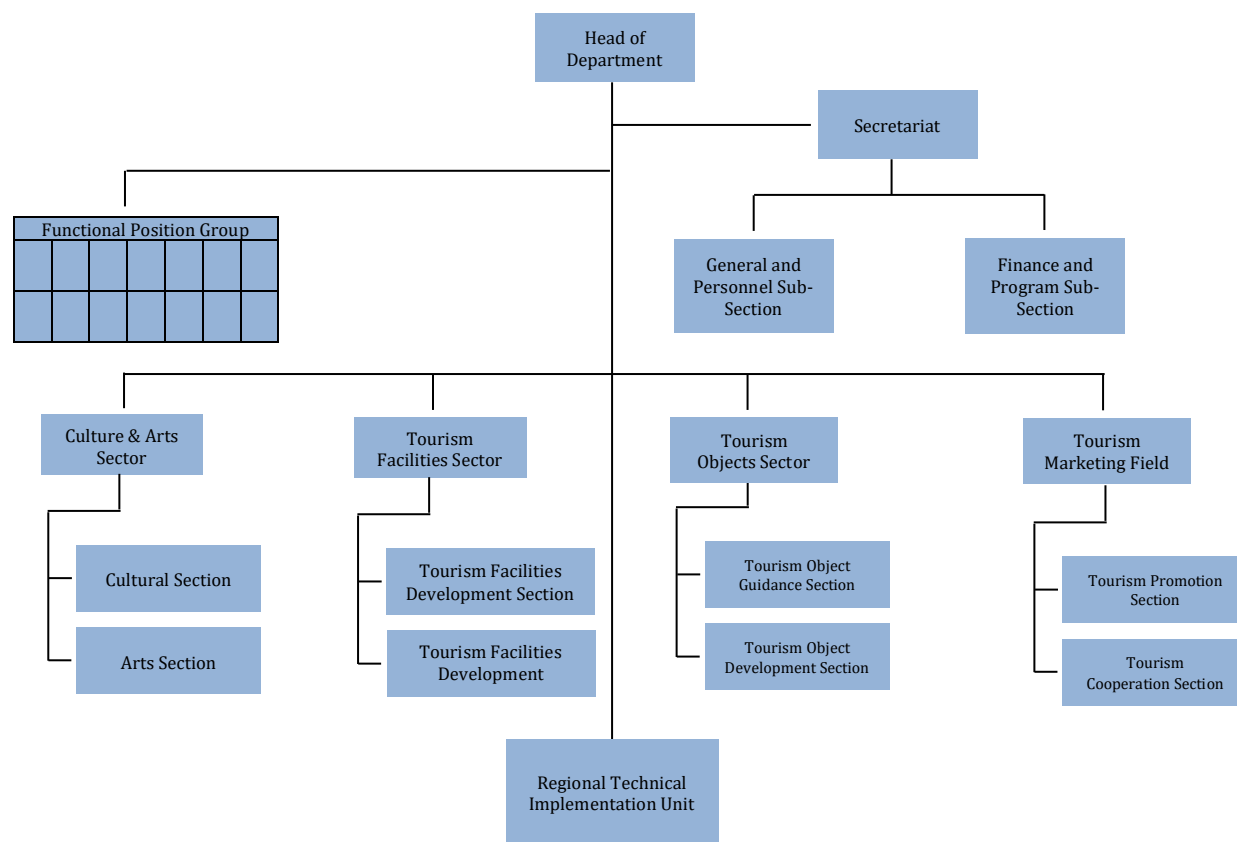 Head of
Department
Secretariat
Functional Position Group
General and
Personnel Sub-
Section
Finance and
Program Sub-
Section
Culture & Arts
Sector
Tourism
Facilities Sector
Tourism
Objects Sector
Tourism
Marketing Field
Cultural Section
Arts Section
Tourism Facilities
Development Section
Tourism Facilities
Development
Tourism Object
Guidance Section
Tourism Object
Development Section
Tourism Promotion
Section
Tourism
Cooperation Section
Regional Technical
Implementation Unit